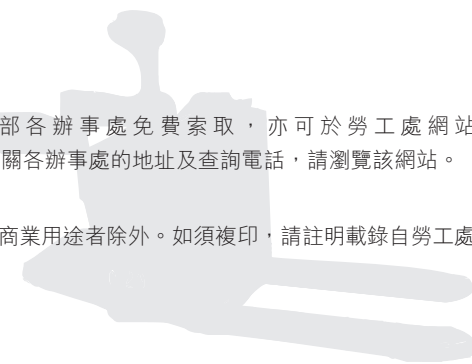 部各辦事處免費索取，亦可於勞工處網站
關各辦事處的地址及查詢電話，請瀏覽該網站。
商業用途者除外。如須複印，請註明載錄自勞工處